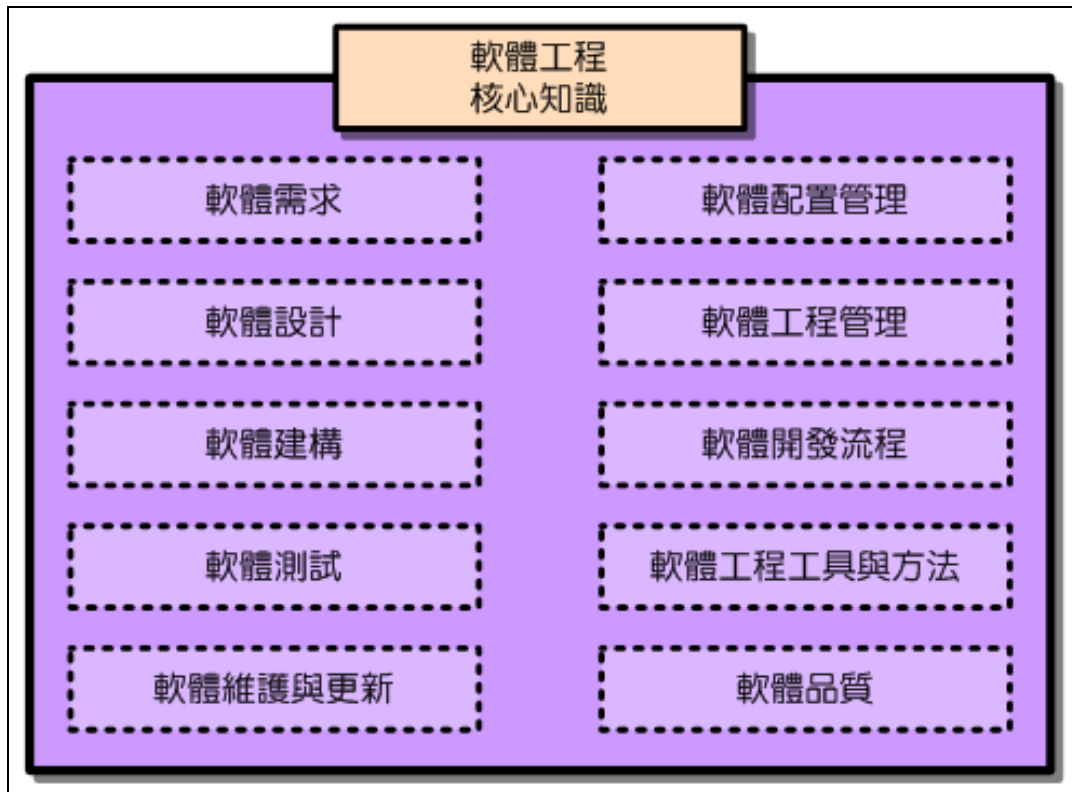 軟體工程
核心知識
軟體需求
軟體設計
軟體建構
軟體測試
軟體維護與更新
軟體配置管理
軟體工程管理
軟體開發流程
軟體工程工具與方法
軟體品質